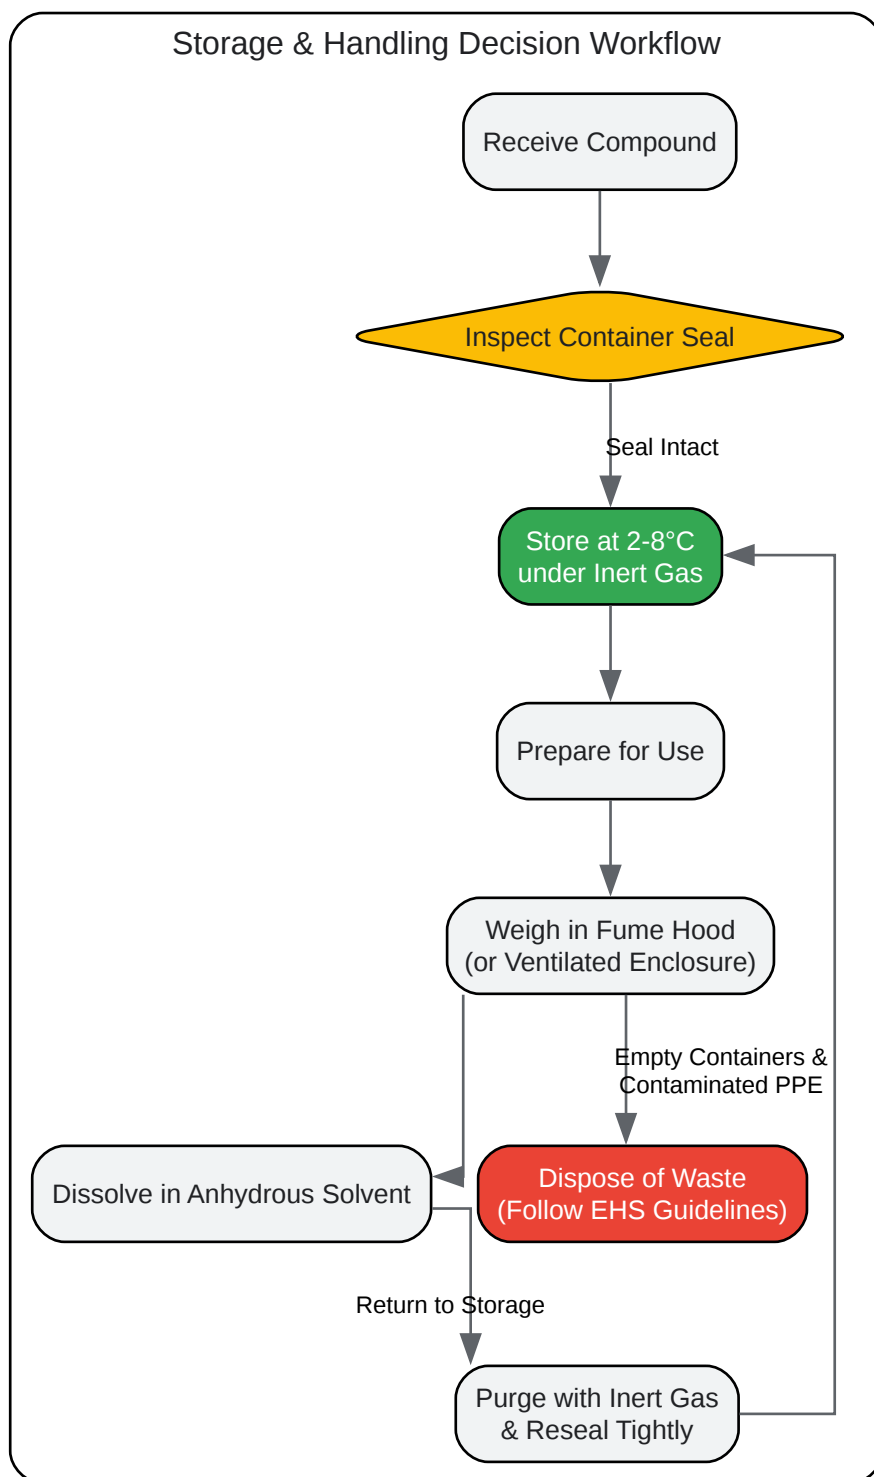 Storage & Handling Decision Workflow
Receive Compound
Inspect Container Seal
Seal Intact
Store at 2-8°C
under Inert Gas
Prepare for Use
Weigh in Fume Hood
(or Ventilated Enclosure)
Empty Containers &
Contaminated PPE
Dissolve in Anhydrous Solvent
Dispose of Waste
(Follow EHS Guidelines)
Return to Storage
Purge with Inert Gas
& Reseal Tightly